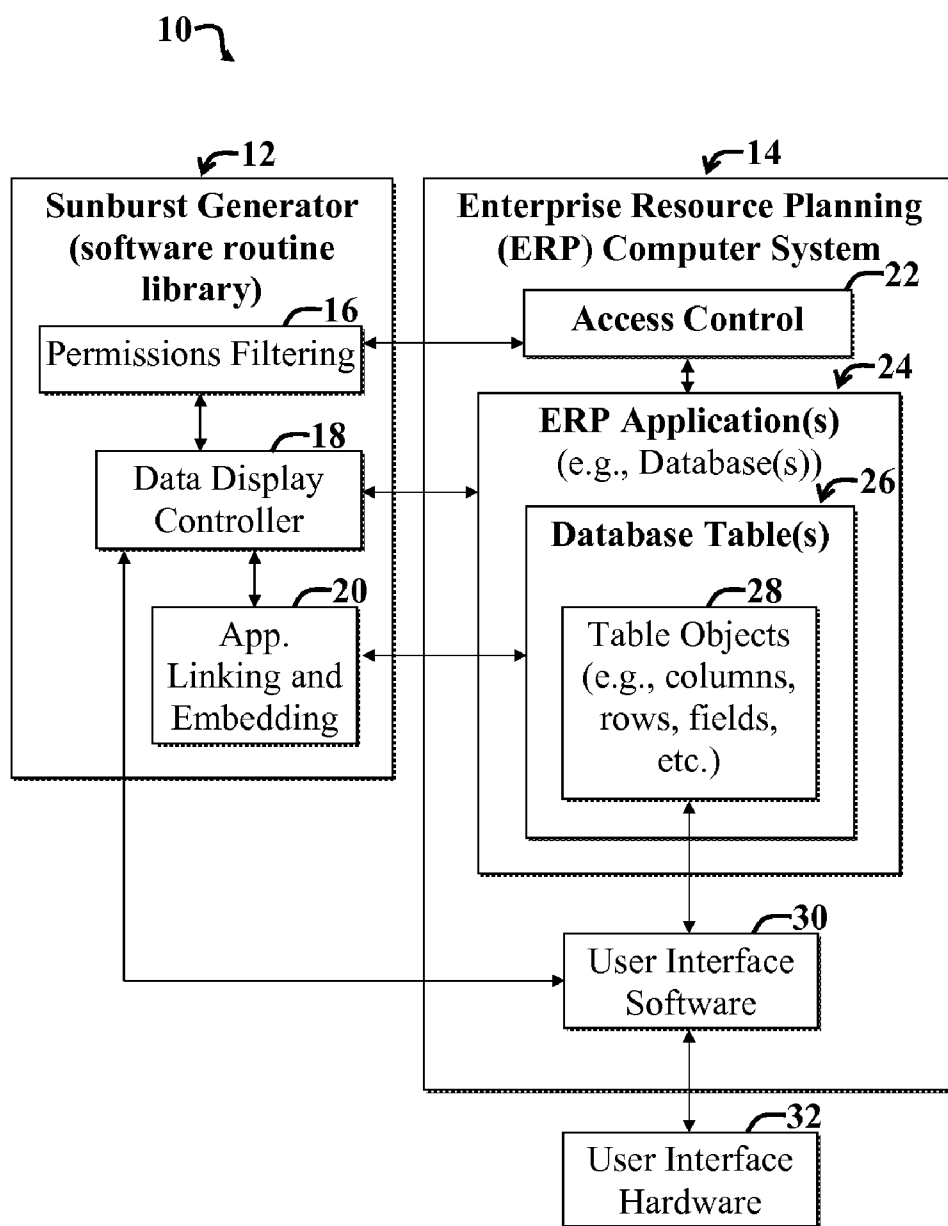 10
12
Sunburst Generator
(software routine
library)
16
Permissions Filtering
18
Data Display
Controller
20
App.
Linking and
Embedding
14
Enterprise Resource Planning
(ERP) Computer System
22
Access Control
24
ERP Application(s)
(e.g., Database(s))
26
Database Table(s)
28
Table Objects
(e.g., columns,
rows, fields,
etc.)
30
User Interface
Software
32
User Interface
Hardware